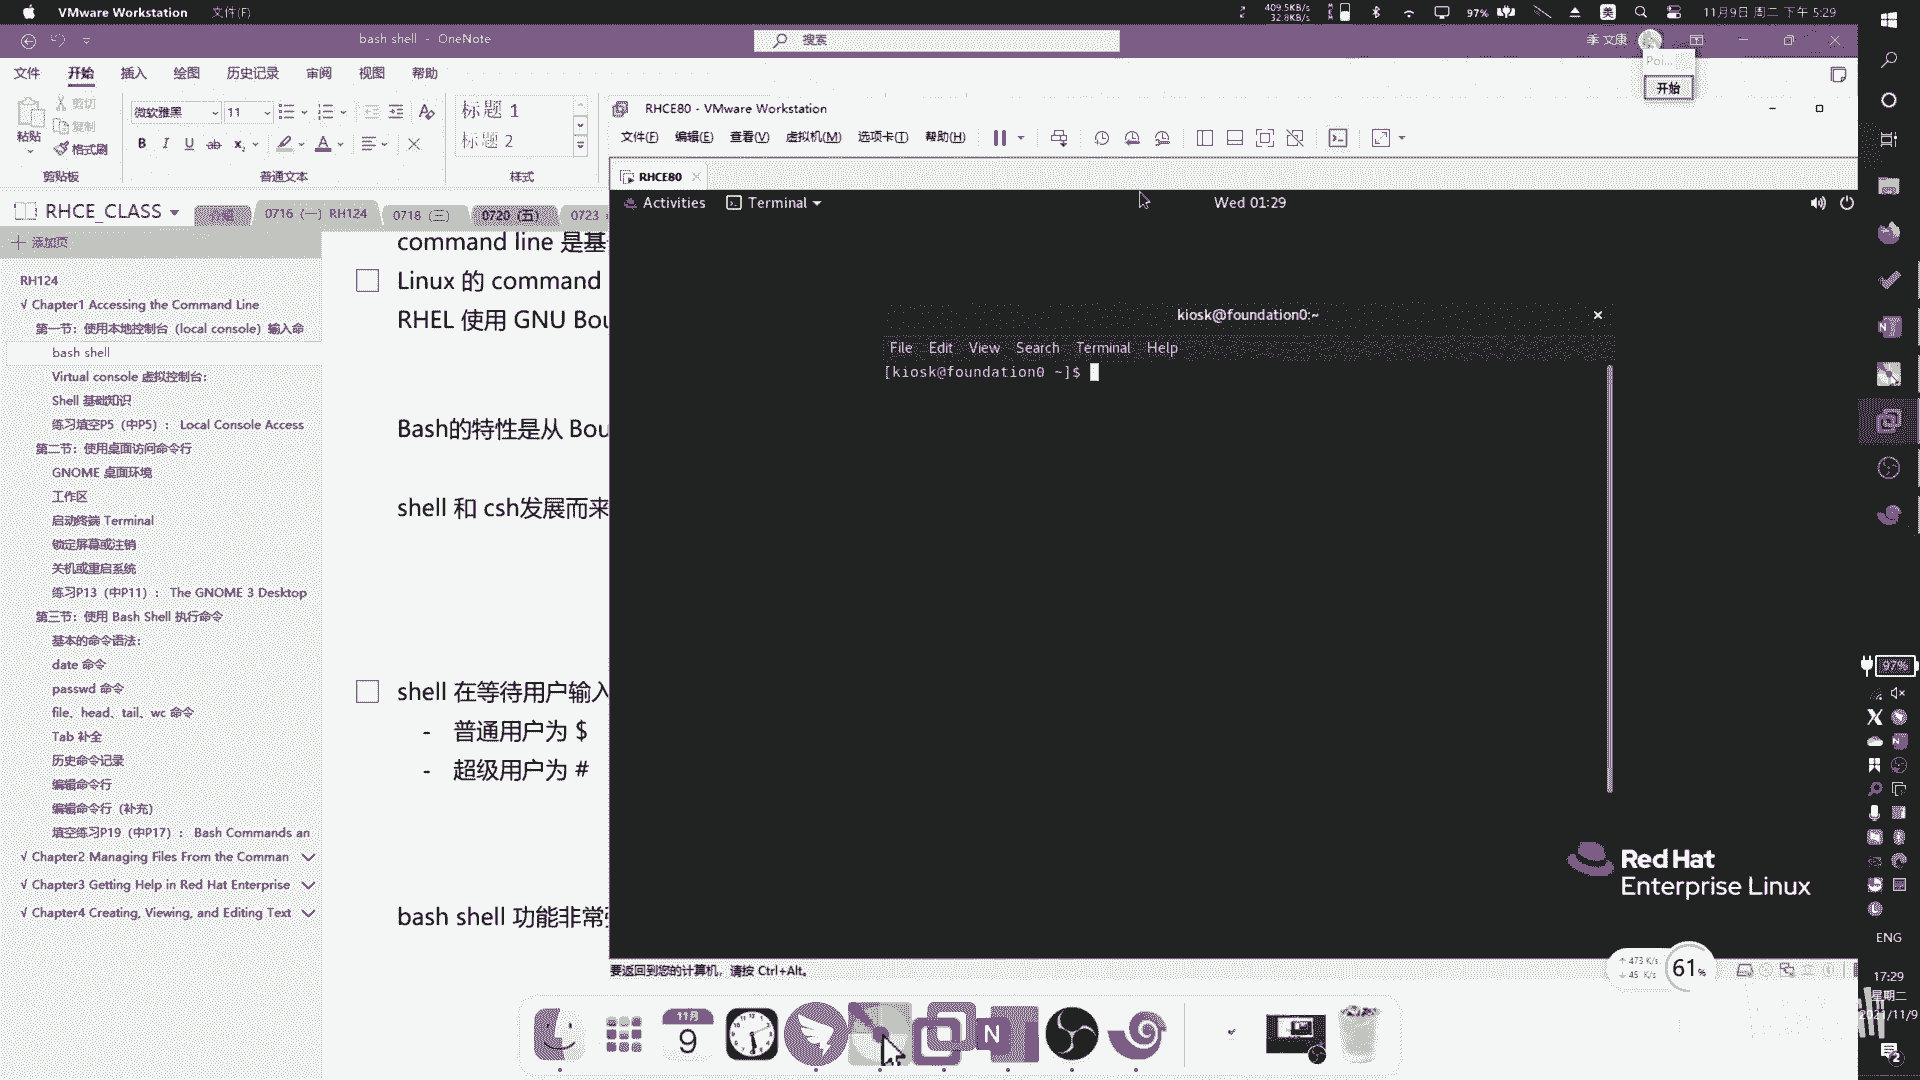 VMware Workstation 文件(F)
409.5KB/s
32.8KB/s
97%
美
11月9日 周二 下午 5:29
bash shell - OneNote
搜索
季 文康
文件 开始 插入 绘图 历史记录 审阅 视图 帮助
Poi...
开始
粘贴
剪切
复制
格式刷
剪贴板
微软雅黑 11
B I U ab
普通文本
标题 1
标题 2
样式
RHCE80 - VMware Workstation
文件(F) 编辑(E) 查看(V) 虚拟机(M) 选项卡(T) 帮助(H)
RHCE80
RHCE_CLASS
介绍
0716 (一) RH124
0718 (三)
0720 (五)
0723
添加页
RH124
√ Chapter1 Accessing the Command Line
第一节：使用本地控制台（local console）输入命
bash shell
Virtual console 虚拟控制台:
Shell 基础知识
练习填空P5（中P5）： Local Console Access
第二节：使用桌面访问命令行
GNOME 桌面环境
工作区
启动终端 Terminal
锁定屏幕或注销
关机或重启系统
练习P13（中P11）： The GNOME 3 Desktop
第三节：使用 Bash Shell 执行命令
基本的命令语法:
date 命令
passwd 命令
file、head、tail、wc 命令
Tab 补全
历史命令记录
编辑命令行
编辑命令行（补充）
填空练习P19（中P17）： Bash Commands an
√ Chapter2 Managing Files From the Comman
√ Chapter3 Getting Help in Red Hat Enterprise
√ Chapter4 Creating, Viewing, and Editing Text
command line 是基
Linux 的 command
RHEL 使用 GNU Bou
Bash的特性是从 Bou
shell 和 csh发展而来
shell 在等待用户输入
- 普通用户为 $
- 超级用户为 #
bash shell 功能非常
Activities Terminal
Wed 01:29
kiosk@foundation0:~
File Edit View Search Terminal Help
[kiosk@foundation0 ~]$
Red Hat
Enterprise Linux
要返回到您的计算机，请按 Ctrl+Alt。
↑ 473 K/s
↓ 45 K/s
61%
11月
9
N
97%
ENG
17:29
星期二
2021/11/9
2